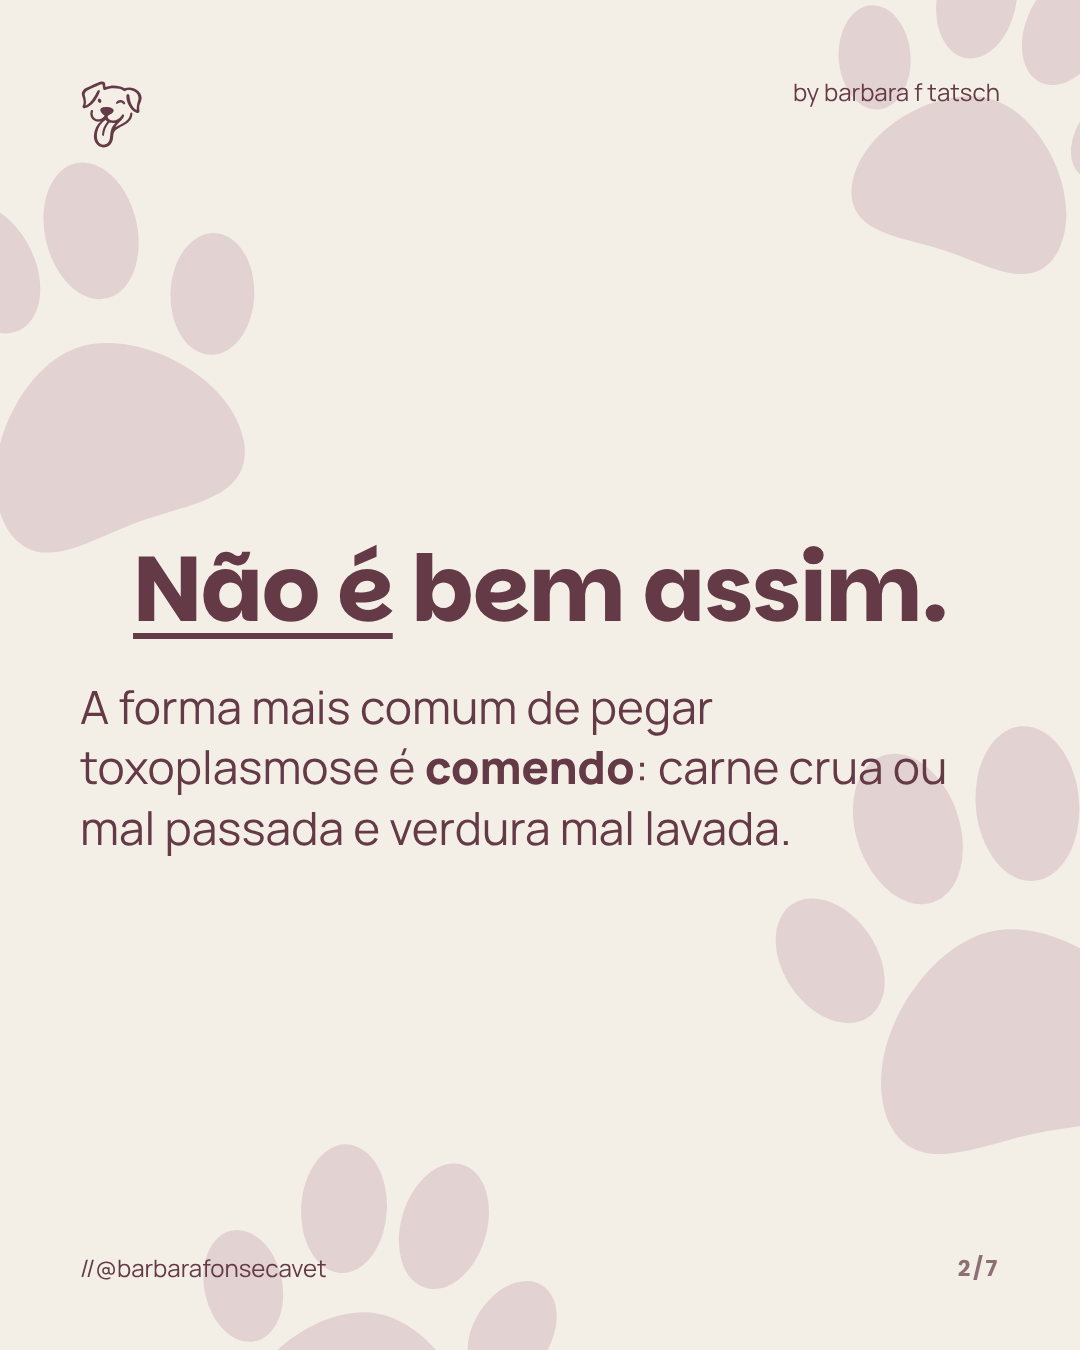 by barbara f tatsch
Não é bem assim.
A forma mais comum de pegar
toxoplasmose é comendo: carne crua ou
mal passada e verdura mal lavada.
//@barbarafonsecavet
2/7